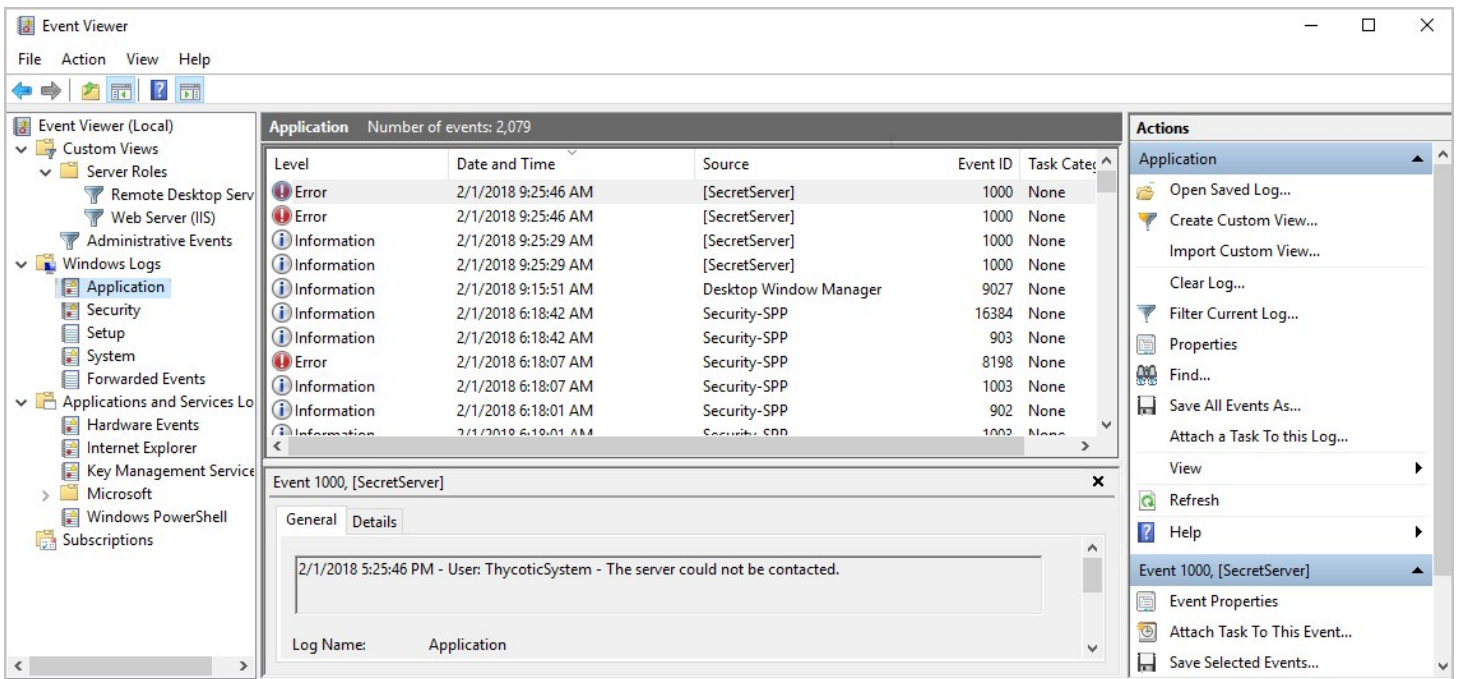 Event Viewer
File Action View Help
Event Viewer (Local)
Custom Views
Server Roles
Remote Desktop Serv
Web Server (IIS)
Administrative Events
Windows Logs
Application
Security
Setup
System
Forwarded Events
Applications and Services Lo
Hardware Events
Internet Explorer
Key Management Service
Microsoft
Windows PowerShell
Subscriptions
Application Number of events: 2,079
Level Date and Time Source Event ID Task Categ
Error 2/1/2018 9:25:46 AM [SecretServer] 1000 None
Error 2/1/2018 9:25:46 AM [SecretServer] 1000 None
Information 2/1/2018 9:25:29 AM [SecretServer] 1000 None
Information 2/1/2018 9:25:29 AM [SecretServer] 1000 None
Information 2/1/2018 9:15:51 AM Desktop Window Manager 9027 None
Information 2/1/2018 6:18:42 AM Security-SPP 16384 None
Information 2/1/2018 6:18:42 AM Security-SPP 903 None
Error 2/1/2018 6:18:07 AM Security-SPP 8198 None
Information 2/1/2018 6:18:07 AM Security-SPP 1003 None
Information 2/1/2018 6:18:01 AM Security-SPP 902 None
Information 2/1/2018 6:18:01 AM Security-SPP 1003 None
Event 1000, [SecretServer]
General Details
2/1/2018 5:25:46 PM - User: ThycoticSystem - The server could not be contacted.
Log Name: Application
Actions
Application
Open Saved Log...
Create Custom View...
Import Custom View...
Clear Log...
Filter Current Log...
Properties
Find...
Save All Events As...
Attach a Task To this Log...
View
Refresh
Help
Event 1000, [SecretServer]
Event Properties
Attach Task To This Event...
Save Selected Events...